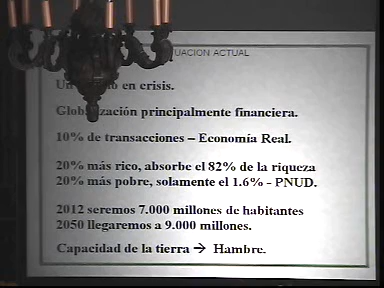 UACION ACTUAL
Un en crisis.
Globalización principalmente financiera.
10% de transacciones – Economía Real.
20% más rico, absorbe el 82% de la riqueza
20% más pobre, solamente el 1.6% - PNUD.
2012 seremos 7.000 millones de habitantes
2050 llegaremos a 9.000 millones.
Capacidad de la tierra → Hambre.